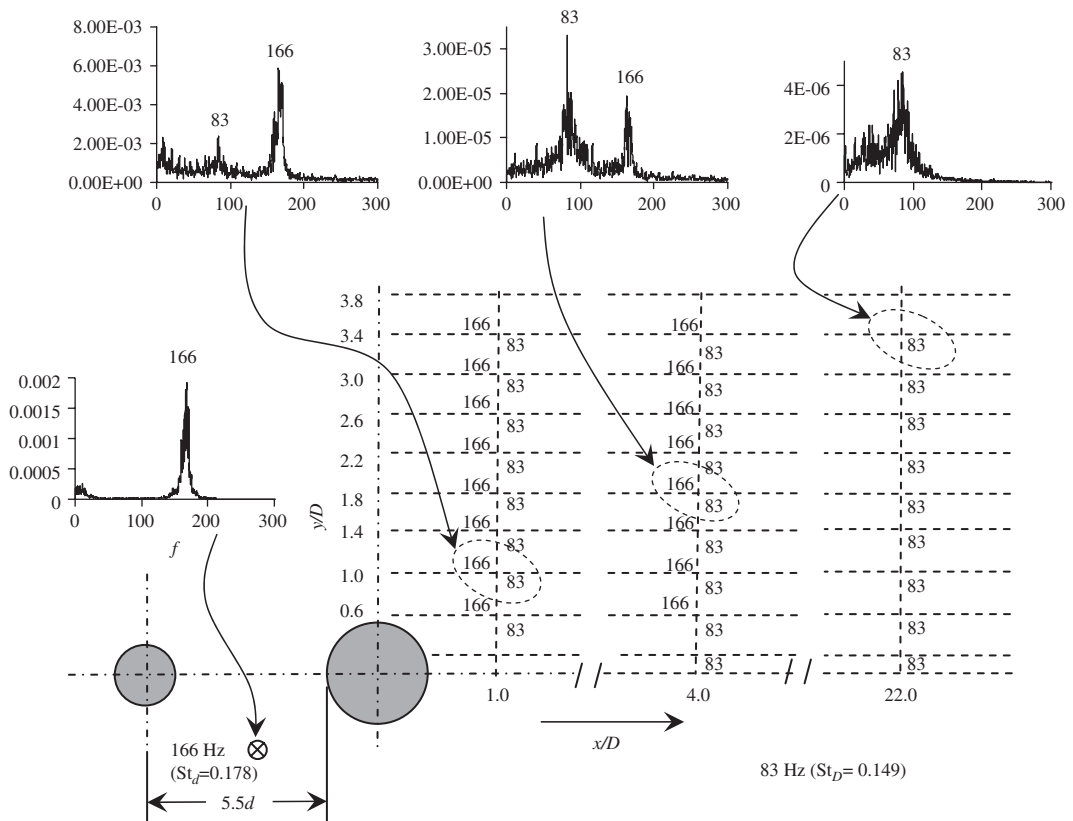 8.00E-03
6.00E-03
4.00E-03
2.00E-03
0.00E+00
83
166
0 100 200 300
3.00E-05
2.00E-05
1.00E-05
0.00E+00
83
166
0 100 200 300
4E-06
2E-06
0
83
0 100 200 300
0.002
0.0015
0.001
0.0005
0
166
0 100 200 300
f
y/D
3.8
3.4 166 83 166 83 83
3.0 166 83 166 83 83
2.6 166 83 166 83 83
2.2 166 83 166 83 83
1.8 166 83 166 83 83
1.4 166 83 166 83 83
1.0 166 83 166 83 83
0.6 166 83 166 83 83
83 83
1.0 4.0 22.0
x/D
166 Hz
(St_d=0.178)
5.5d
83 Hz (St_D= 0.149)